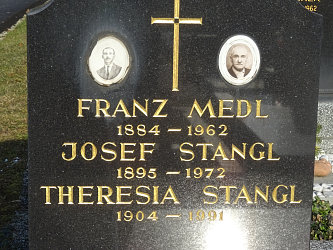 FRANZ MEDL
1884 – 1962
JOSEF STANGL
1895 – 1972
THERESIA STANGL
1904 – 1991